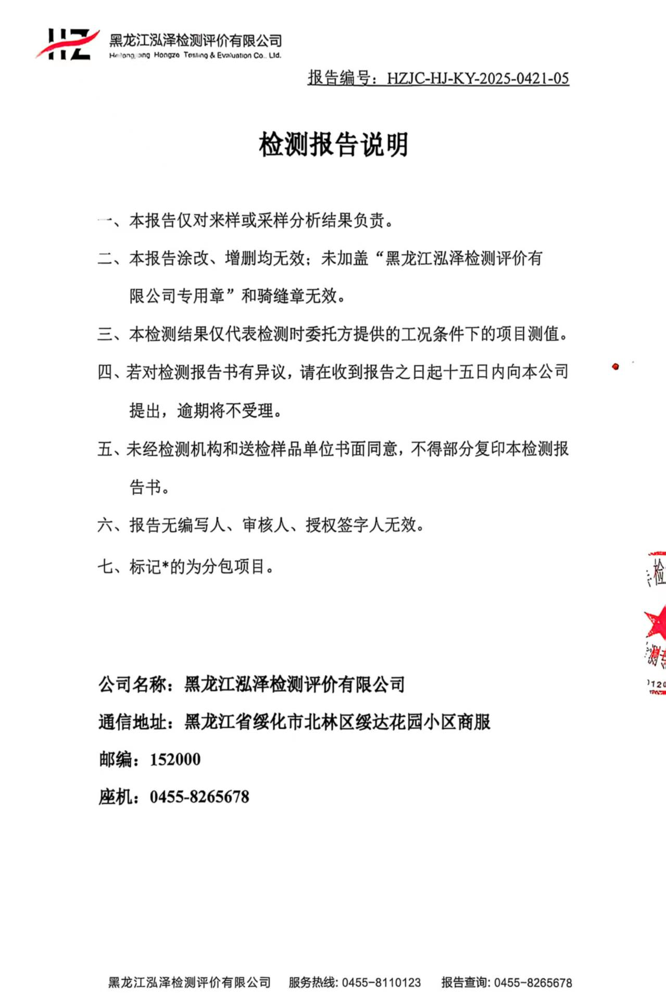 HZ
黑龙江泓泽检测评价有限公司
Heilongjiang Hongze Testing & Evaluation Co., Ltd.
报告编号：HZJC-HJ-KY-2025-0421-05
检测报告说明
一、本报告仅对来样或采样分析结果负责。
二、本报告涂改、增删均无效；未加盖“黑龙江泓泽检测评价有
限公司专用章”和骑缝章无效。
三、本检测结果仅代表检测时委托方提供的工况条件下的项目测值。
四、若对检测报告书有异议，请在收到报告之日起十五日内向本公司
提出，逾期将不受理。
五、未经检测机构和送检样品单位书面同意，不得部分复印本检测报
告书。
六、报告无编写人、审核人、授权签字人无效。
七、标记*的为分包项目。
检
测专
公司名称：黑龙江泓泽检测评价有限公司
通信地址：黑龙江省绥化市北林区绥达花园小区商服
邮编：152000
座机：0455-8265678
黑龙江泓泽检测评价有限公司 服务热线: 0455-8110123 报告查询: 0455-8265678